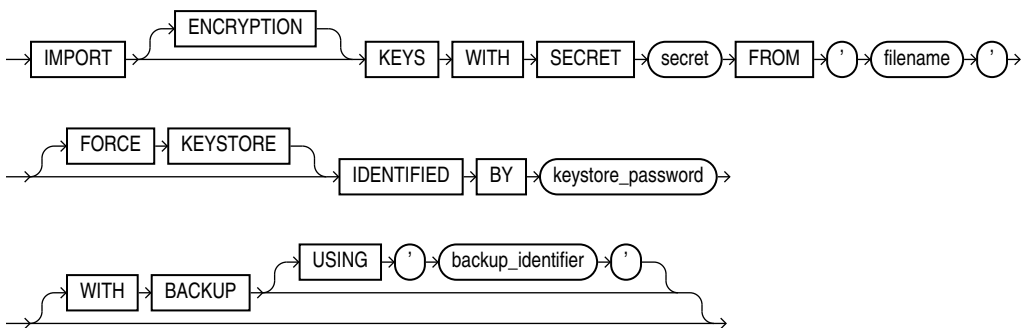 ENCRYPTION
IMPORT KEYS WITH SECRET secret FROM ' filename '
FORCE KEYSTORE
IDENTIFIED BY keystore_password
USING ' backup_identifier '
WITH BACKUP